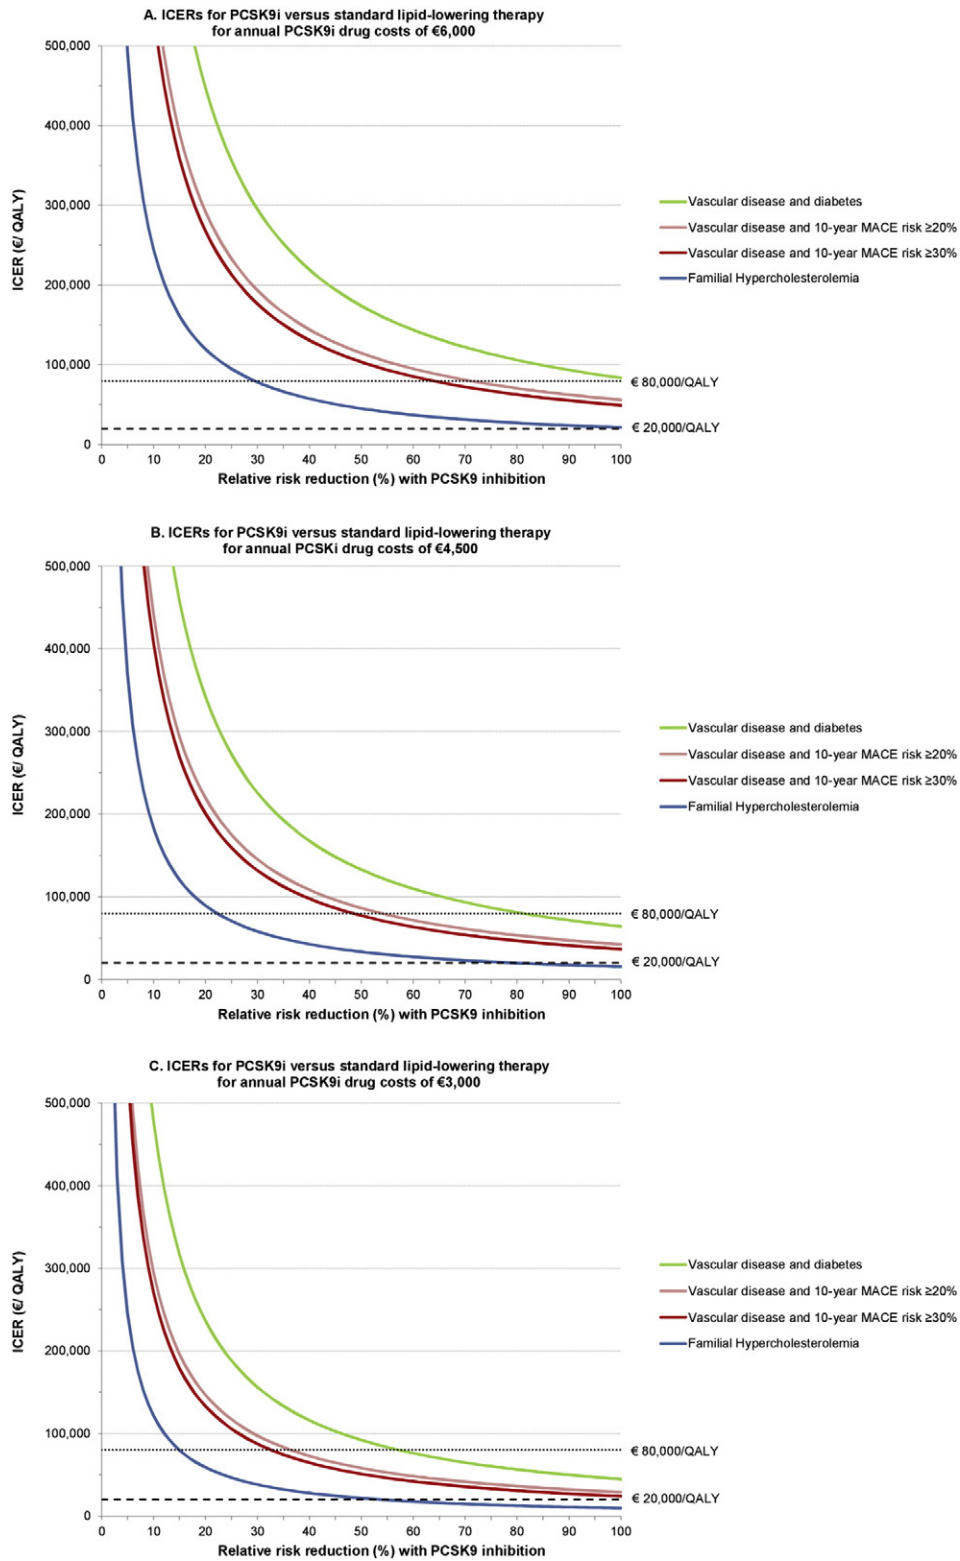 A. ICERs for PCSK9i versus standard lipid-lowering therapy
for annual PCSK9i drug costs of €6,000
500,000
400,000
300,000
200,000
100,000
0
ICER (€/ QALY)
0 10 20 30 40 50 60 70 80 90 100
Relative risk reduction (%) with PCSK9 inhibition
€ 80,000/QALY
€ 20,000/QALY
Vascular disease and diabetes
Vascular disease and 10-year MACE risk ≥20%
Vascular disease and 10-year MACE risk ≥30%
Familial Hypercholesterolemia
B. ICERs for PCSK9i versus standard lipid-lowering therapy
for annual PCSKi drug costs of €4,500
500,000
400,000
300,000
200,000
100,000
0
ICER (€/ QALY)
0 10 20 30 40 50 60 70 80 90 100
Relative risk reduction (%) with PCSK9 inhibition
€ 80,000/QALY
€ 20,000/QALY
Vascular disease and diabetes
Vascular disease and 10-year MACE risk ≥20%
Vascular disease and 10-year MACE risk ≥30%
Familial Hypercholesterolemia
C. ICERs for PCSK9i versus standard lipid-lowering therapy
for annual PCSK9i drug costs of €3,000
500,000
400,000
300,000
200,000
100,000
0
ICER (€/ QALY)
0 10 20 30 40 50 60 70 80 90 100
Relative risk reduction (%) with PCSK9 inhibition
€ 80,000/QALY
€ 20,000/QALY
Vascular disease and diabetes
Vascular disease and 10-year MACE risk ≥20%
Vascular disease and 10-year MACE risk ≥30%
Familial Hypercholesterolemia